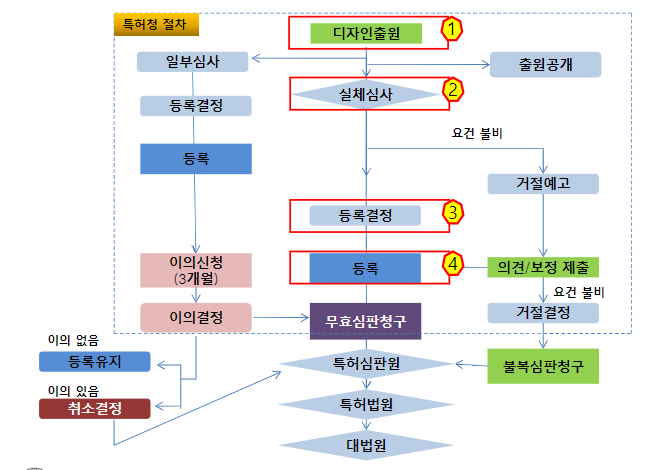 특허청 절차
디자인출원
1
일부심사
출원공개
실체심사
2
등록결정
요건 불비
등록
거절예고
등록결정
3
이의신청
(3개월)
등록
4
의견/보정 제출
요건 불비
이의결정
무효심판청구
거절결정
이의 없음
등록유지
특허심판원
불복심판청구
이의 있음
취소결정
특허법원
대법원